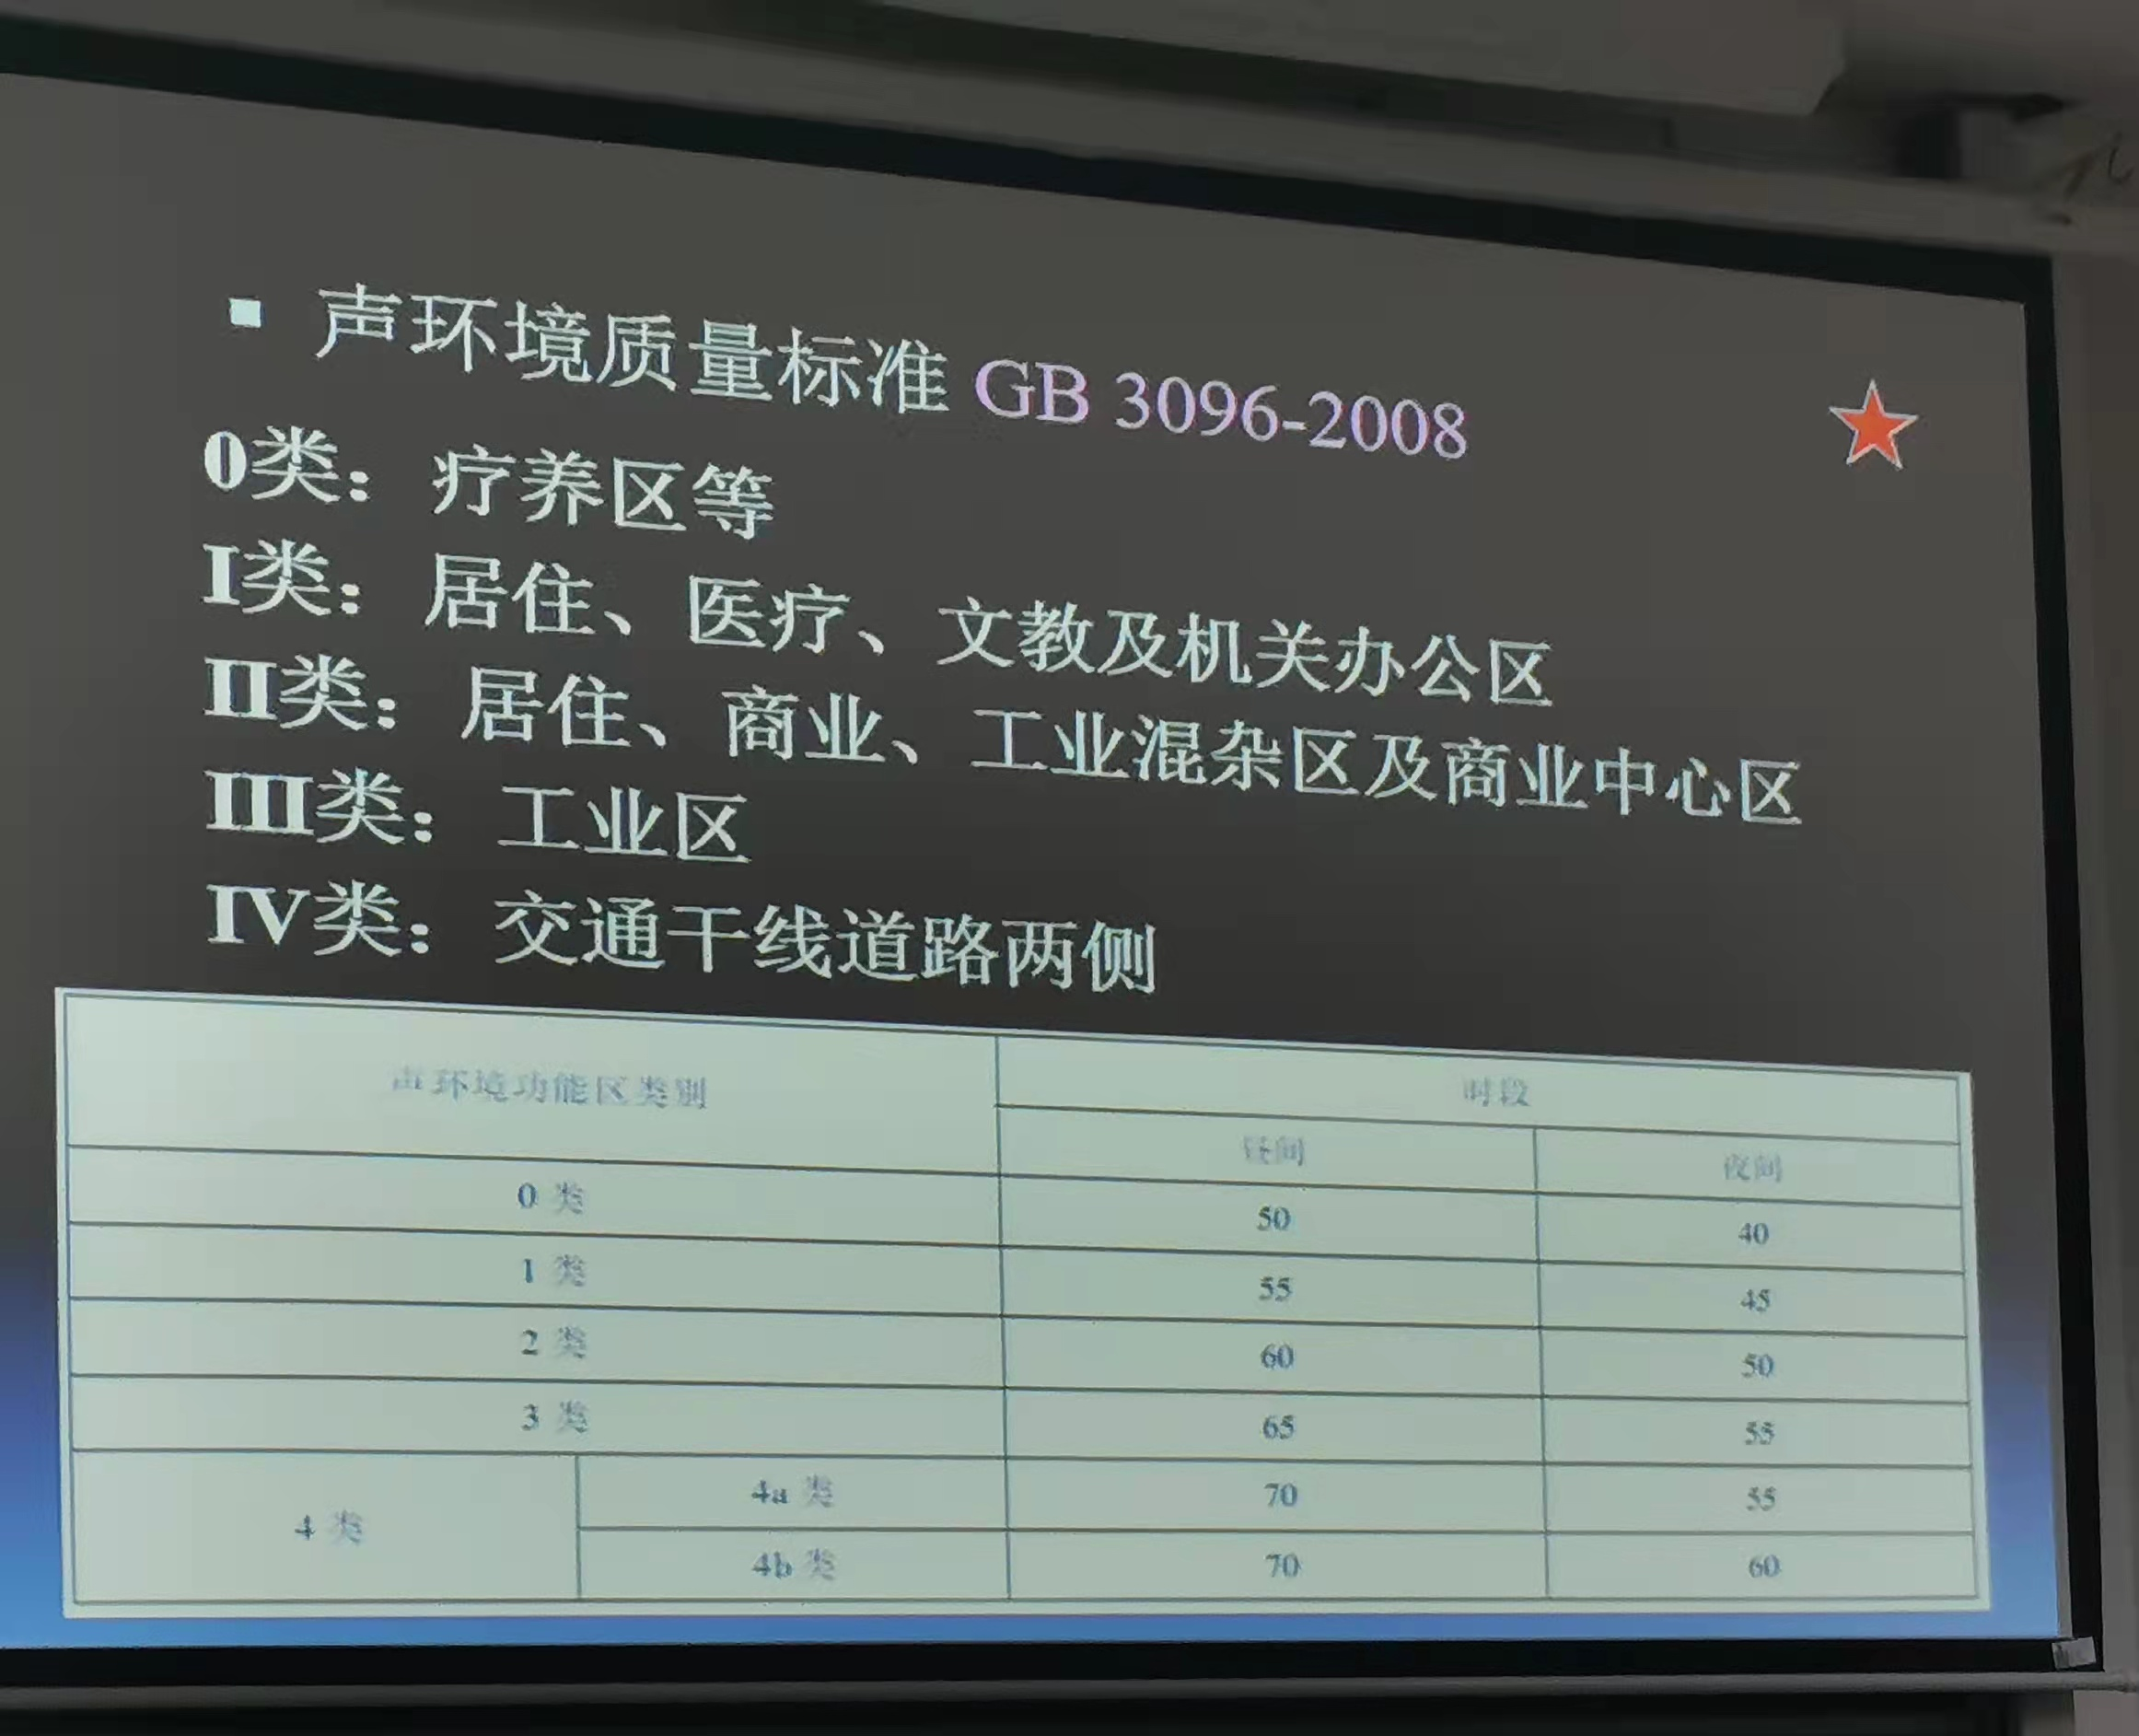 ▪ 声环境质量标准 GB 3096-2008
0类：疗养区等
I类：居住、医疗、文教及机关办公区
II类：居住、商业、工业混杂区及商业中心区
III类：工业区
IV类：交通干线道路两侧
声环境功能区类别 时段
昼间 夜间
0 类 50 40
1 类 55 45
2 类 60 50
3 类 65 55
4 类 4a 类 70 55
4b 类 70 60